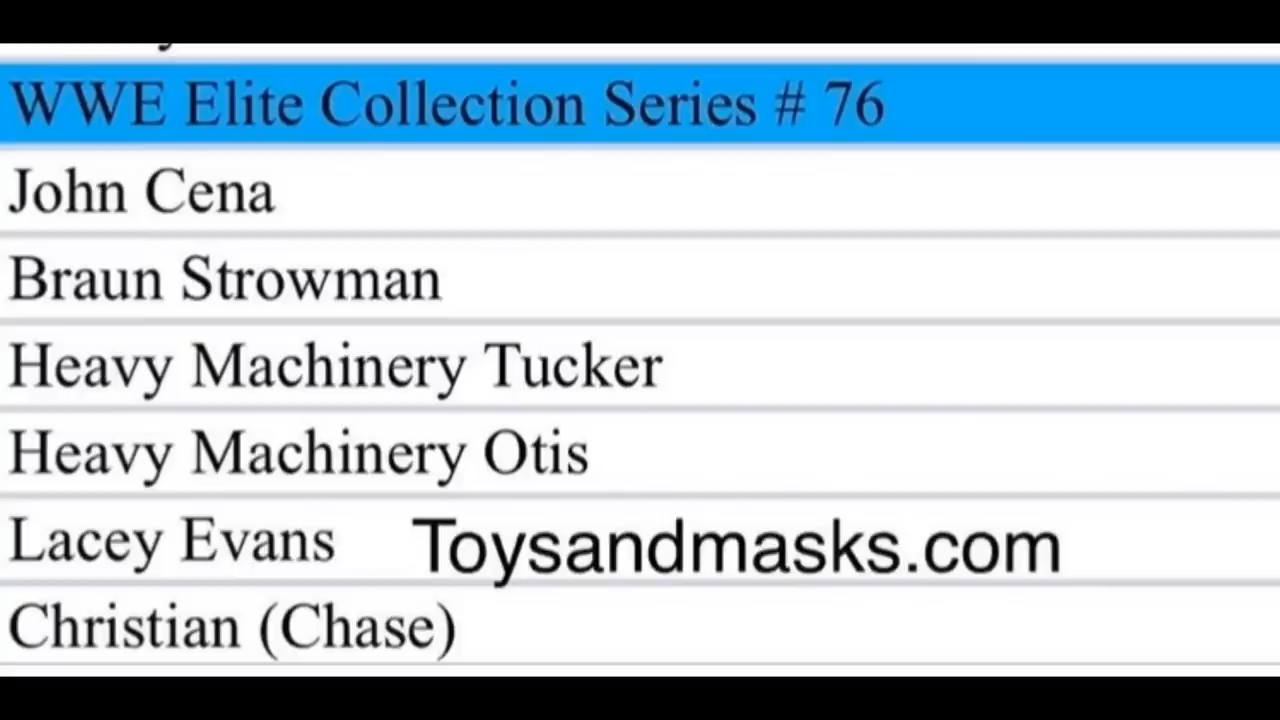 WWE Elite Collection Series # 76
John Cena
Braun Strowman
Heavy Machinery Tucker
Heavy Machinery Otis
Lacey Evans Toysandmasks.com
Christian (Chase)